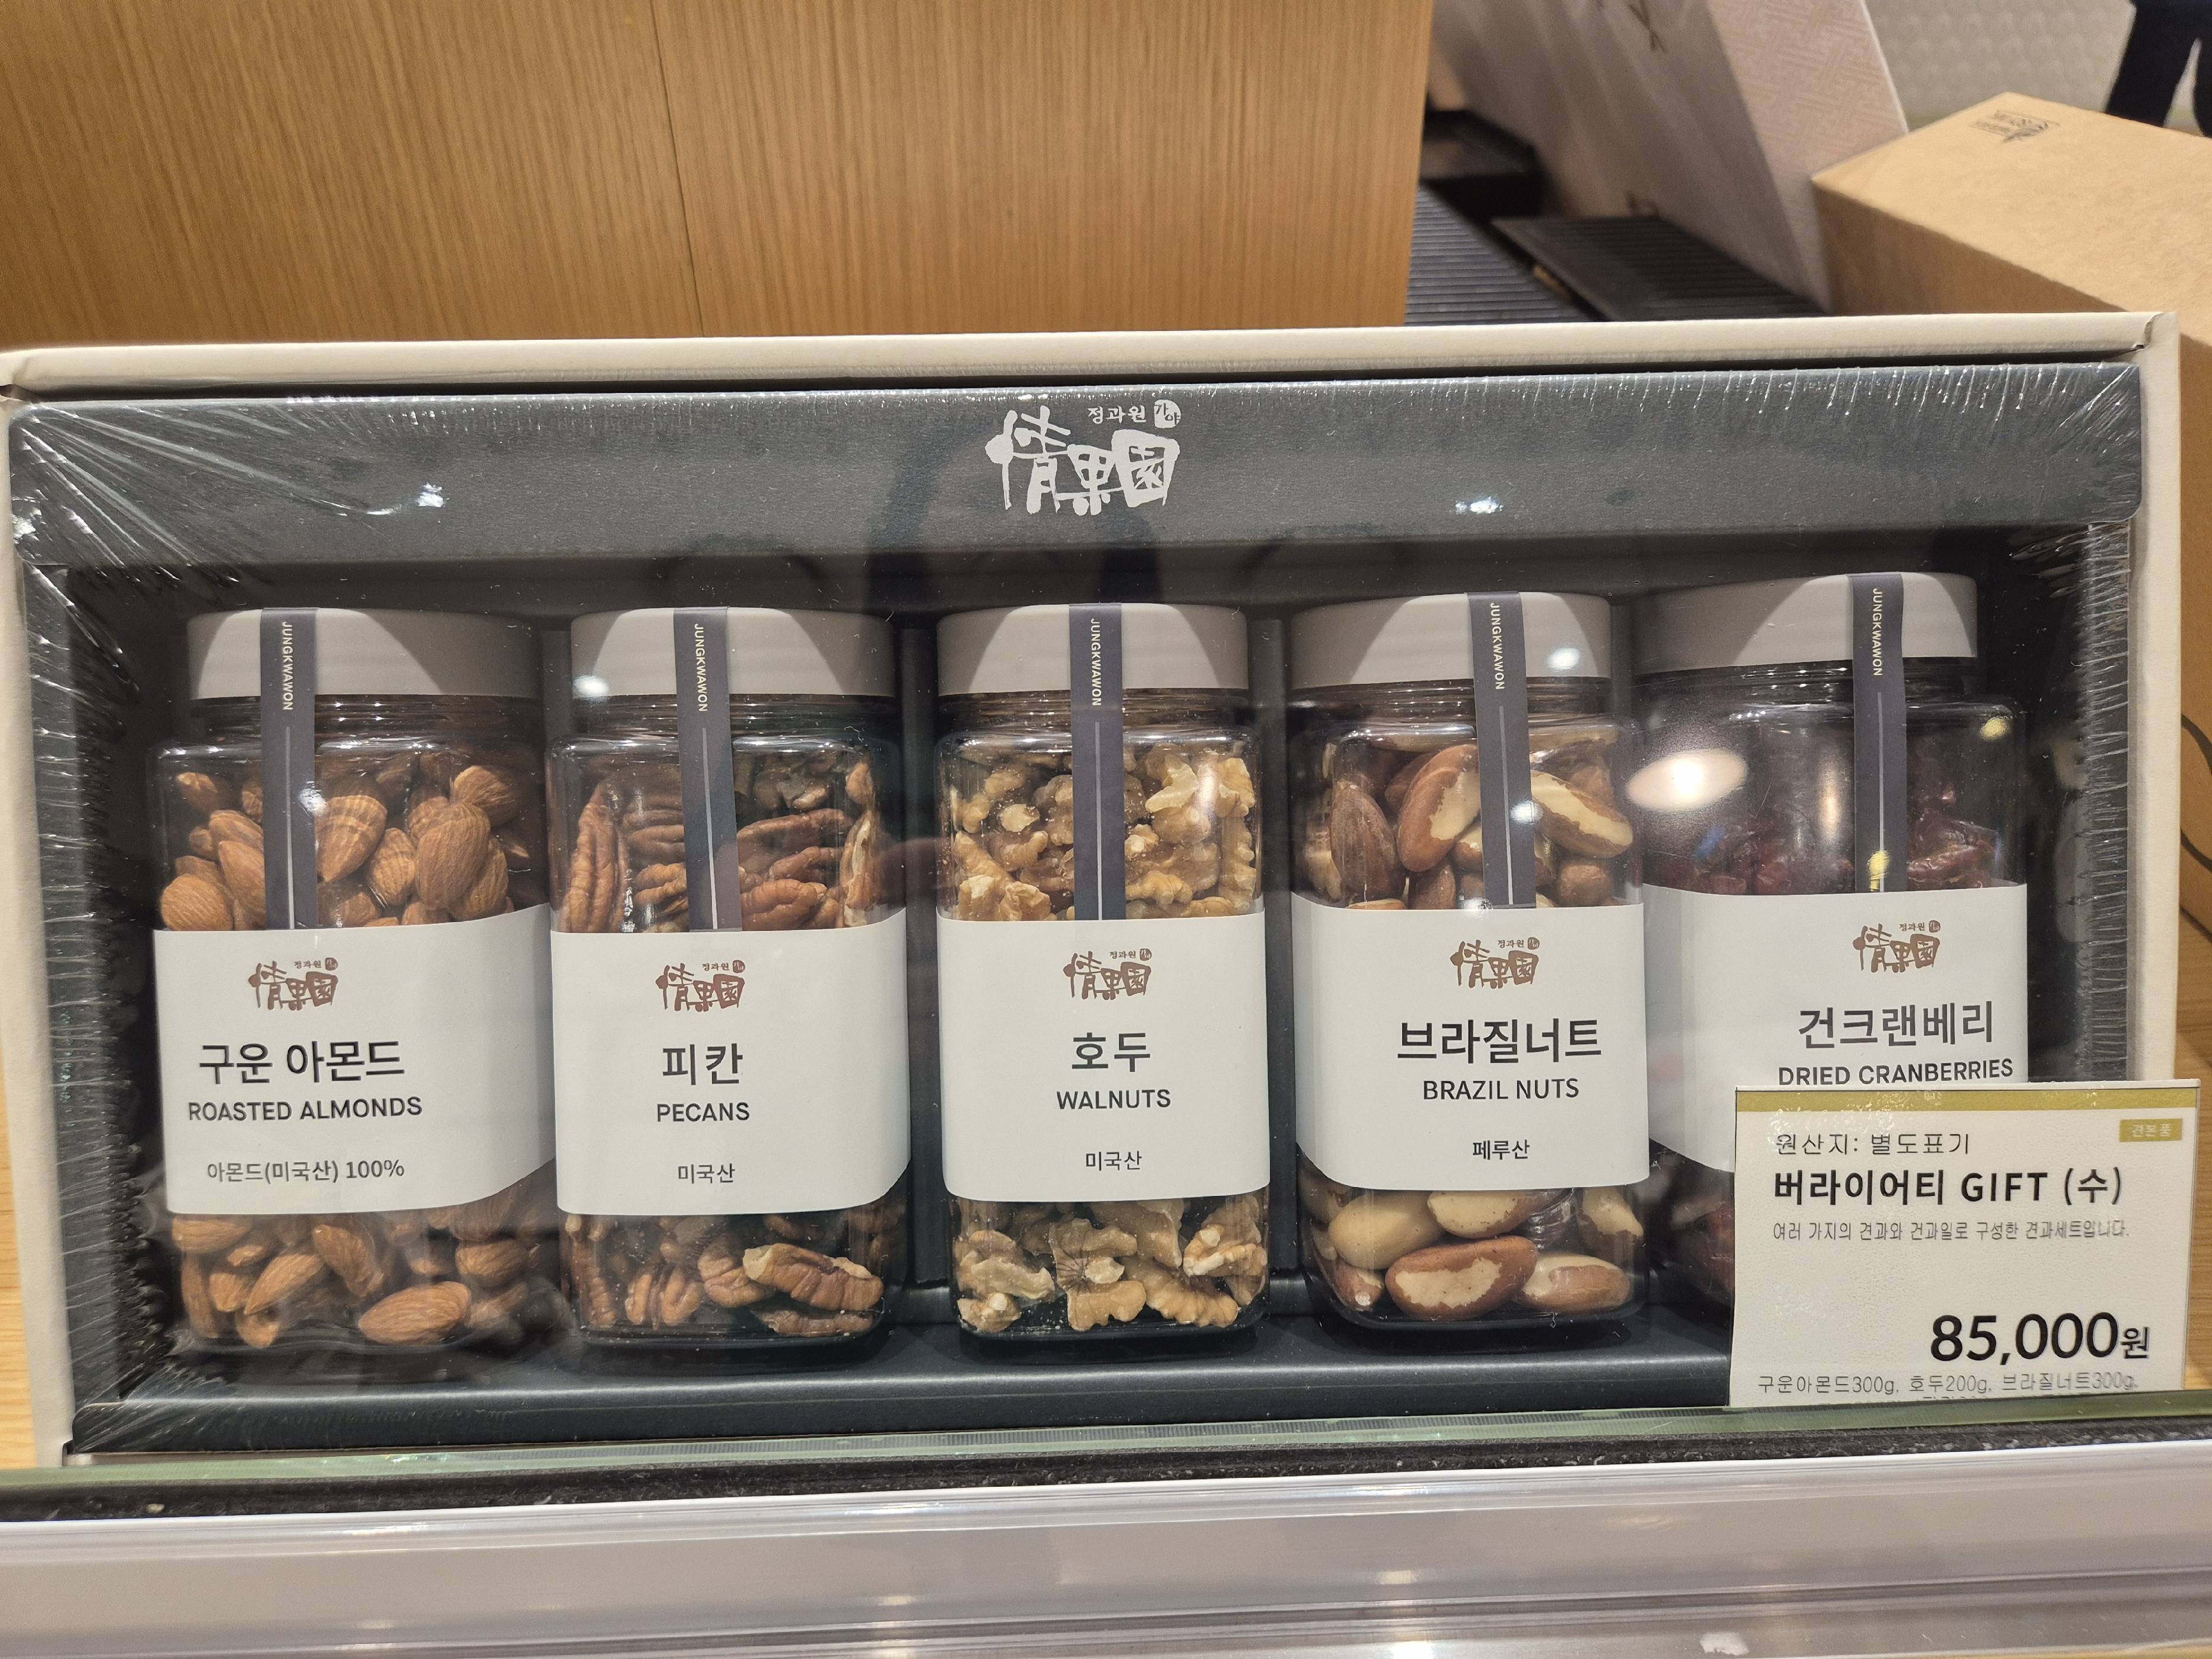 정과원 가야
情果園
JUNGKWAWON
JUNGKWAWON
JUNGKWAWON
JUNGKWAWON
JUNGKWAWON
정과원
情果園
구운 아몬드
ROASTED ALMONDS
아몬드(미국산) 100%
정과원
情果園
피칸
PECANS
미국산
정과원
情果園
호두
WALNUTS
미국산
정과원
情果園
브라질너트
BRAZIL NUTS
페루산
정과원
情果園
건크랜베리
DRIED CRANBERRIES
견본품
원산지: 별도표기
버라이어티 GIFT (수)
여러 가지의 견과와 건과일로 구성한 견과세트입니다.
85,000원
구운아몬드300g, 호두200g, 브라질너트300g,